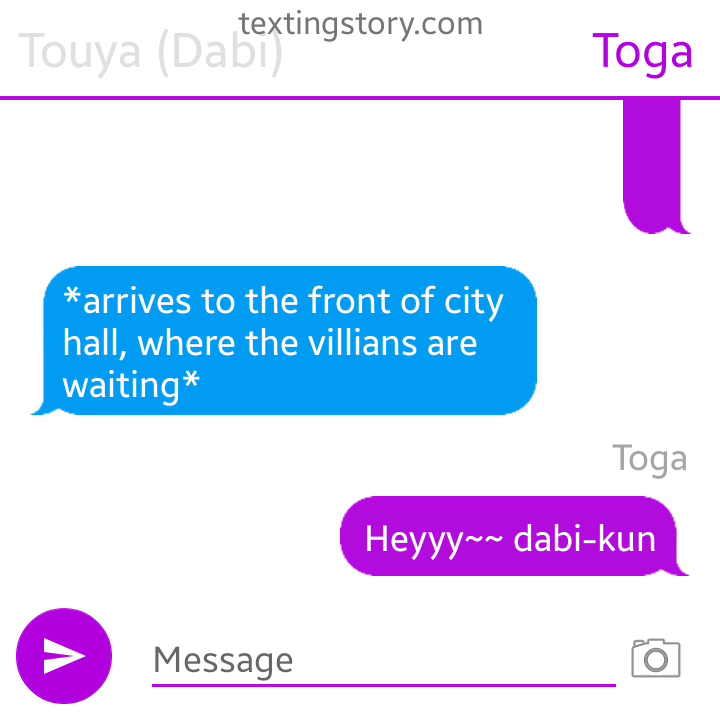 textingstory.com
Touya (Dabi)
Toga
*arrives to the front of city
hall, where the villians are
waiting*
Toga
Heyyy~~ dabi-kun
Message